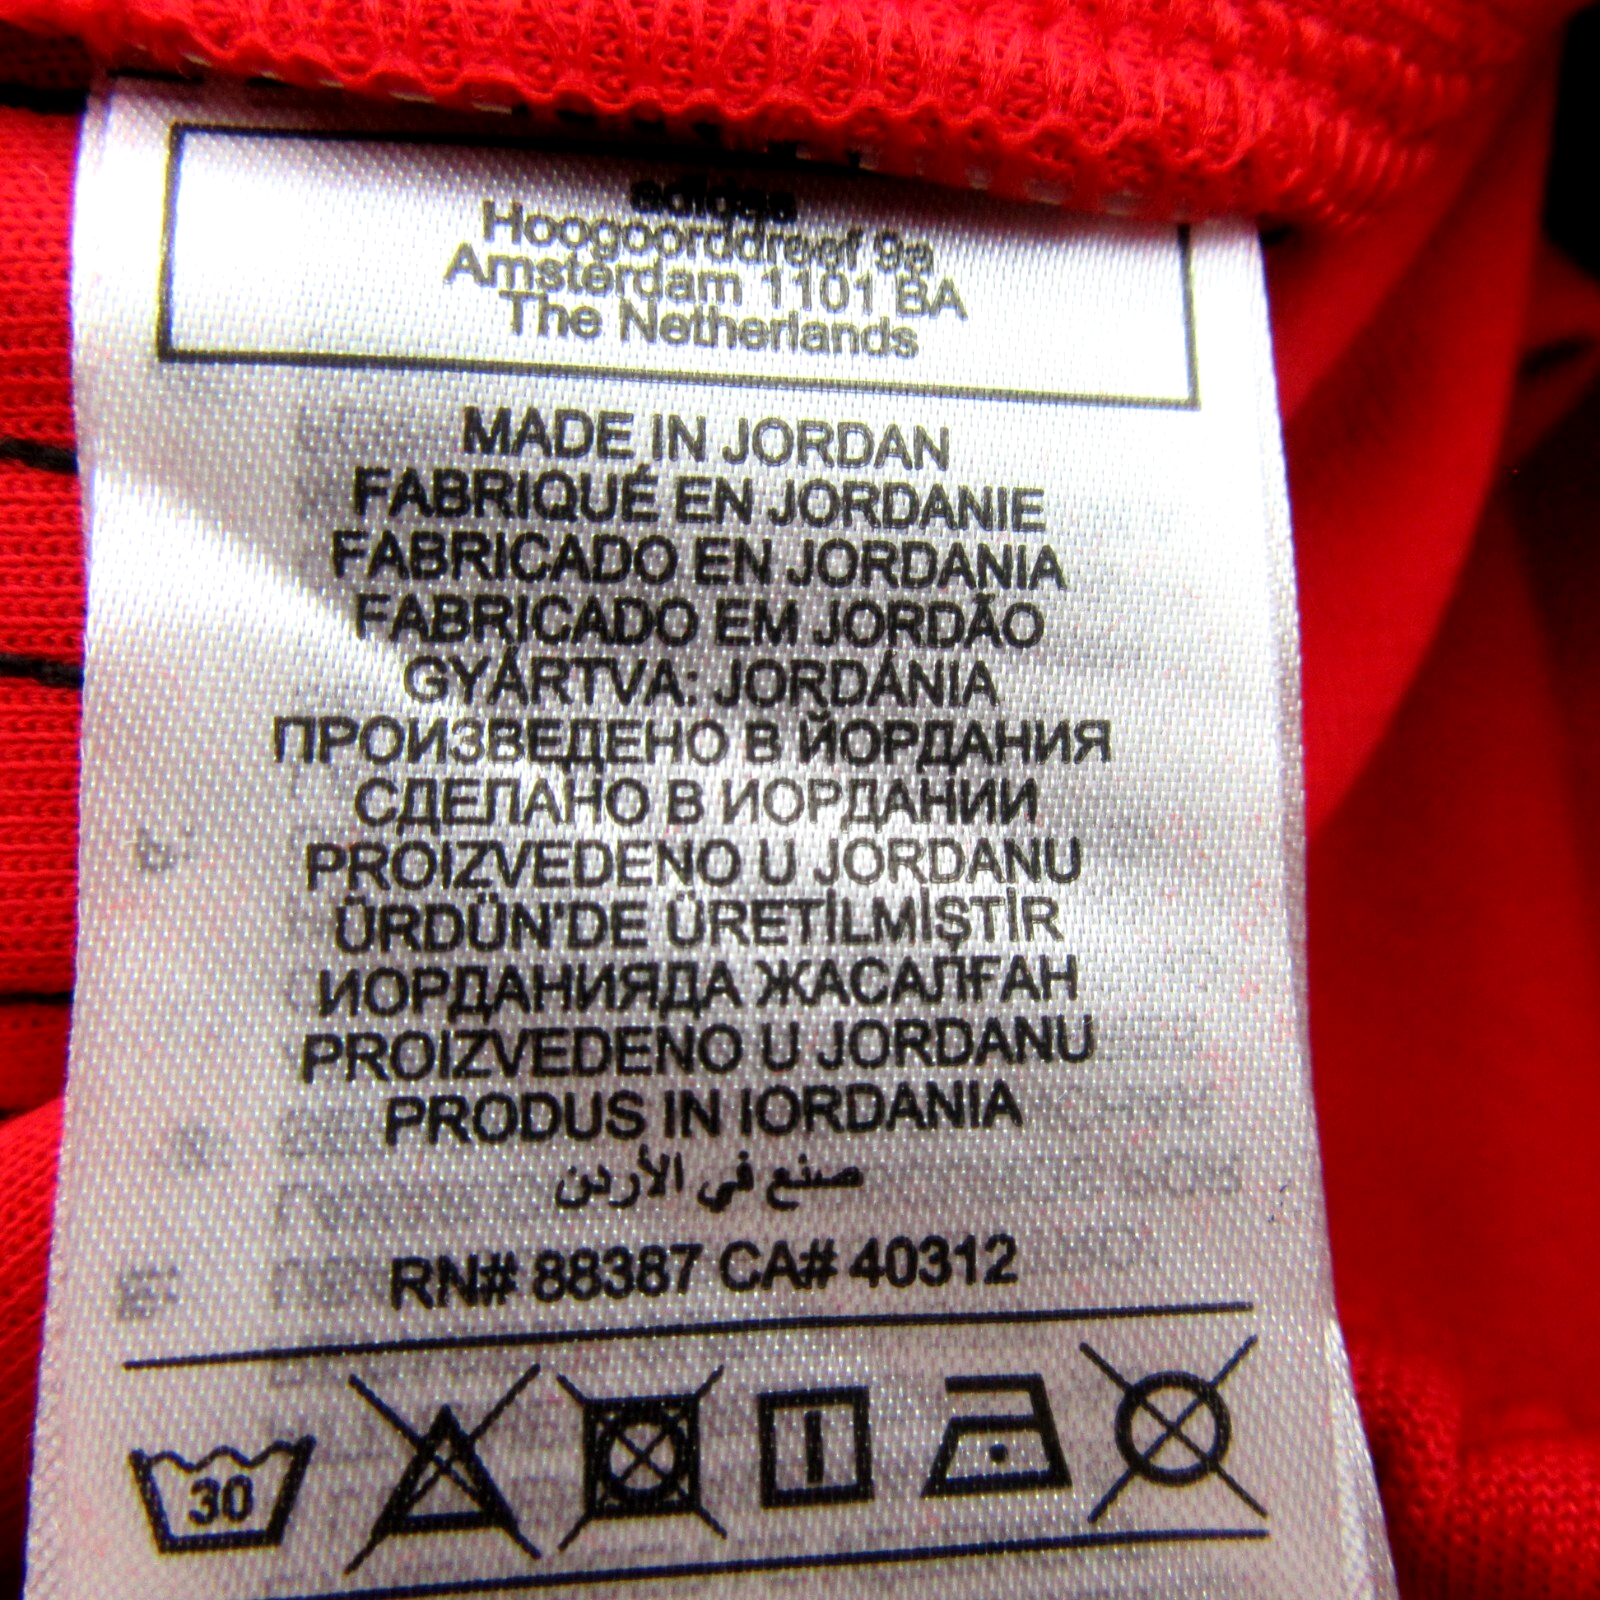 adidas
Hoogoorddreef 9a
Amsterdam 1101 BA
The Netherlands
MADE IN JORDAN
FABRIQUÉ EN JORDANIE
FABRICADO EN JORDANIA
FABRICADO EM JORDÃO
GYÁRTVA: JORDÁNIA
ПРОИЗВЕДЕНО В ЙОРДАНИЯ
СДЕЛАНО В ИОРДАНИИ
PROIZVEDENO U JORDANU
ÜRDÜN'DE ÜRETİLMİŞTİR
ИОРДАНИЯДА ЖАСАЛҒАН
PROIZVEDENO U JORDANU
PRODUS IN IORDANIA
صنع في الأردن
RN# 88387 CA# 40312
30